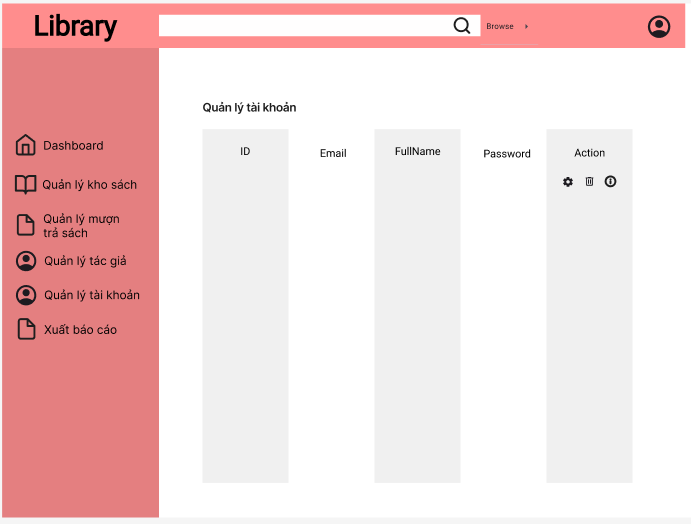 Library
Browse
Dashboard
Quản lý kho sách
Quản lý mượn
trả sách
Quản lý tác giả
Quản lý tài khoản
Xuất báo cáo
Quản lý tài khoản
ID
Email
FullName
Password
Action